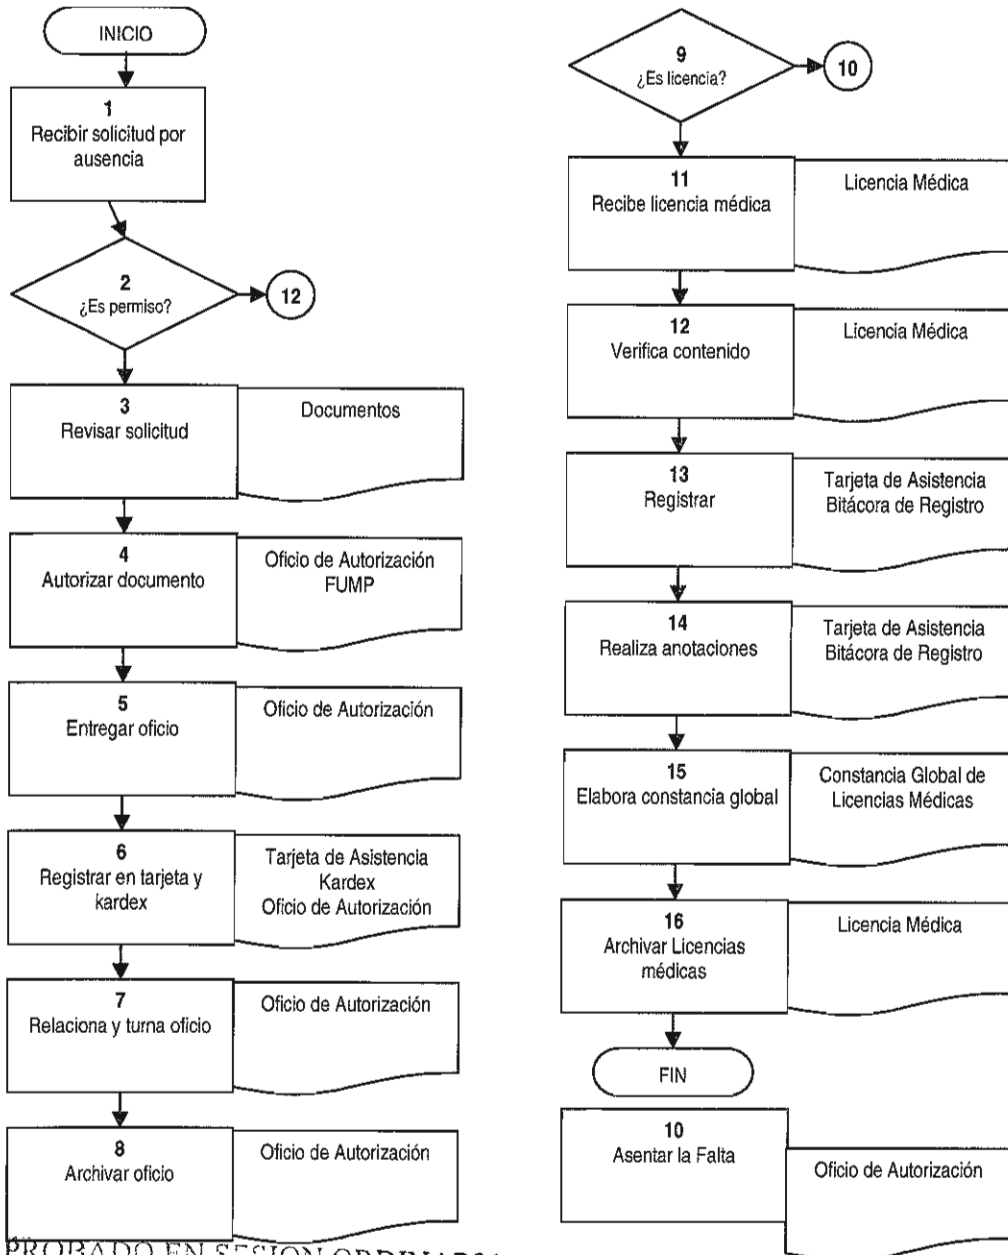 INICIO
1
Recibir solicitud por
ausencia
2
¿Es permiso?
12
3
Revisar solicitud
Documentos
4
Autorizar documento
Oficio de Autorización
FUMP
5
Entregar oficio
Oficio de Autorización
6
Registrar en tarjeta y
kardex
Tarjeta de Asistencia
Kardex
Oficio de Autorización
7
Relaciona y turna oficio
Oficio de Autorización
8
Archivar oficio
Oficio de Autorización
PROBADO EN SESION ORDINARIA
9
¿Es licencia?
10
11
Recibe licencia médica
Licencia Médica
12
Verifica contenido
Licencia Médica
13
Registrar
Tarjeta de Asistencia
Bitácora de Registro
14
Realiza anotaciones
Tarjeta de Asistencia
Bitácora de Registro
15
Elabora constancia global
Constancia Global de
Licencias Médicas
16
Archivar Licencias
médicas
Licencia Médica
FIN
10
Asentar la Falta
Oficio de Autorización